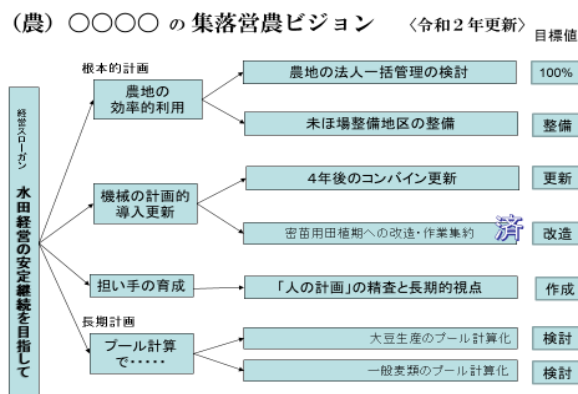 (農) 〇〇〇〇 の 集落営農ビジョン 〈令和2年更新〉
目標値
経営スローガン 水田経営の安定継続を目指して
根本的計画
農地の
効率的利用
農地の法人一括管理の検討 100%
未ほ場整備地区の整備 整備
機械の計画的
導入更新
4年後のコンバイン更新 更新
密苗用田植期への改造・作業集約 済 改造
担い手の育成
「人の計画」の精査と長期的視点 作成
長期計画
プール計算
で・・・・・
大豆生産のプール計算化 検討
一般麦類のプール計算化 検討